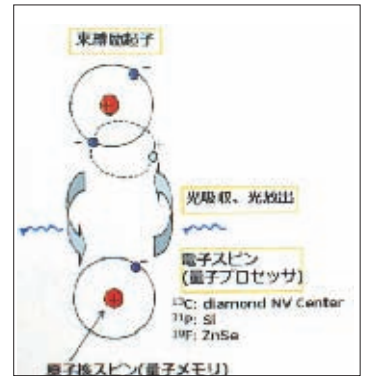 束縛励起子
光吸収、光放出
電子スピン
(量子プロセッサ)
¹³C: diamond NV Center
³¹P: Si
¹⁹F: ZnSe
原子核スピン(量子メモリ)